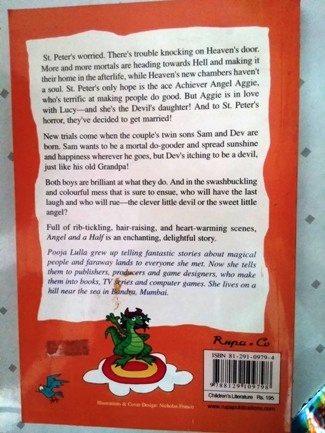 St. Peter's worried. There's trouble knocking on Heaven's door.
More and more mortals are heading towards Hell and making it
their home in the afterlife, while Heaven's new chambers haven't
a soul. St. Peter's only hope is the ace Achiever Angel Aggie,
who's terrific at making people do good. But Aggie is in love
with Lucy—and she's the Devil's daughter! And to St. Peter's
horror, they've decided to get married!
New trials come when the couple's twin sons Sam and Dev are
born. Sam wants to be a mortal do-gooder and spread sunshine
and happiness wherever he goes, but Dev's itching to be a devil,
just like his old Grandpa!
Both boys are brilliant at what they do. And in the swashbuckling
and colourful mess that is sure to ensue, who will have the last
laugh and who will rue—the clever little devil or the sweet little
angel?
Full of rib-tickling, hair-raising, and heart-warming scenes,
Angel and a Half is an enchanting, delightful story.
Pooja Lulla grew up telling fantastic stories about magical
people and faraway lands to everyone she met. Now she tells
them to publishers, producers and game designers, who make
them into books, TV series and computer games. She lives on a
hill near the sea in Bandra, Mumbai.
Rupa & Co
ISBN 81-291-0979-4
9 788129 109798
Children's Literature Rs. 195
www.rupapublications.com
Illustrations & Cover Design: Nicholas